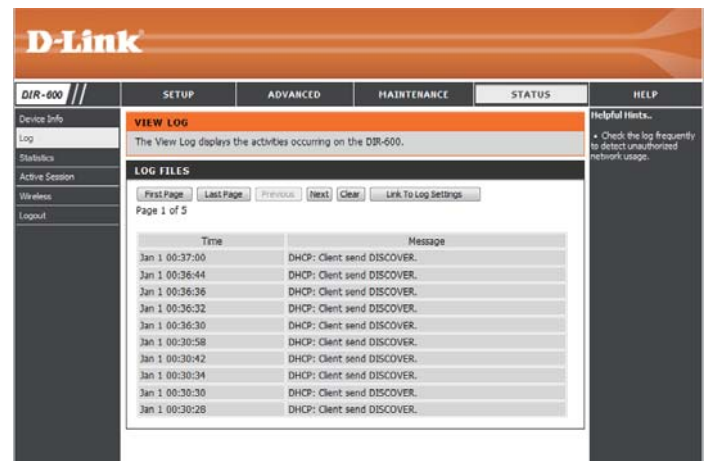 D-Link
DIR-600
SETUP
ADVANCED
MAINTENANCE
STATUS
HELP
Device Info
Log
Statistics
Active Session
Wireless
Logout
VIEW LOG
The View Log displays the activities occurring on the DIR-600.
LOG FILES
First Page Last Page Previous Next Clear Link To Log Settings
Page 1 of 5
Time Message
Jan 1 00:37:00 DHCP: Client send DISCOVER.
Jan 1 00:36:44 DHCP: Client send DISCOVER.
Jan 1 00:36:36 DHCP: Client send DISCOVER.
Jan 1 00:36:32 DHCP: Client send DISCOVER.
Jan 1 00:36:30 DHCP: Client send DISCOVER.
Jan 1 00:30:58 DHCP: Client send DISCOVER.
Jan 1 00:30:42 DHCP: Client send DISCOVER.
Jan 1 00:30:34 DHCP: Client send DISCOVER.
Jan 1 00:30:30 DHCP: Client send DISCOVER.
Jan 1 00:30:28 DHCP: Client send DISCOVER.
Helpful Hints..
• Check the log frequently
to detect unauthorized
network usage.